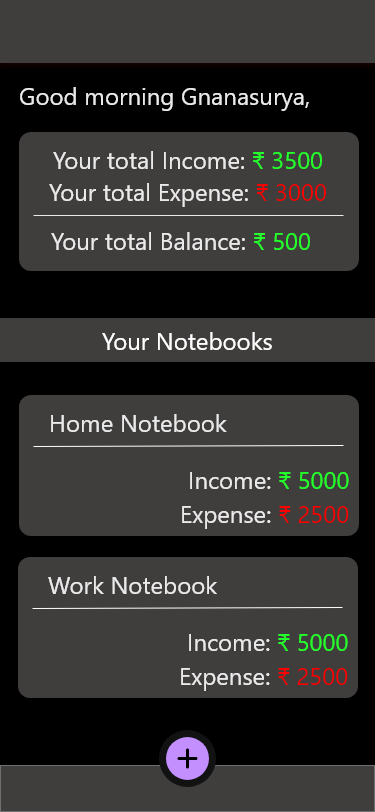 Good morning Gnanasurya,
Your total Income: ₹ 3500
Your total Expense: ₹ 3000
Your total Balance: ₹ 500
Your Notebooks
Home Notebook
Income: ₹ 5000
Expense: ₹ 2500
Work Notebook
Income: ₹ 5000
Expense: ₹ 2500
+